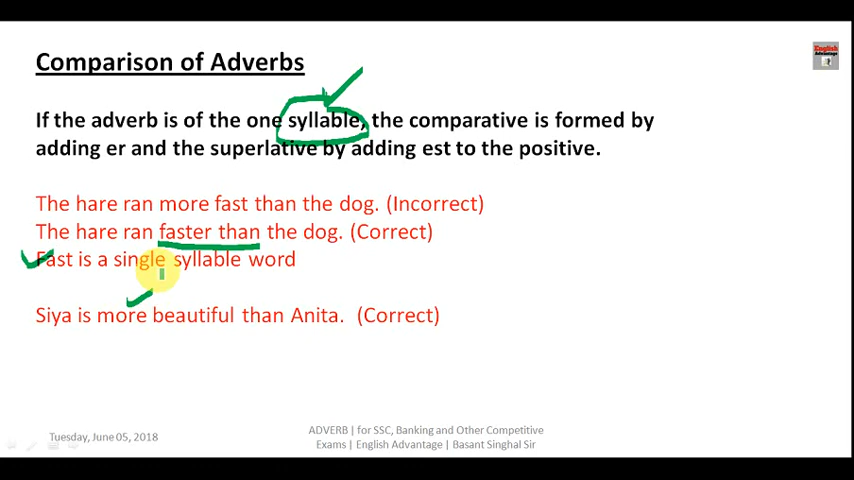 Comparison of Adverbs
English
Advantage
If the adverb is of the one syllable, the comparative is formed by
adding er and the superlative by adding est to the positive.
The hare ran more fast than the dog. (Incorrect)
The hare ran faster than the dog. (Correct)
Fast is a single syllable word
Siya is more beautiful than Anita. (Correct)
Tuesday, June 05, 2018
ADVERB | for SSC, Banking and Other Competitive
Exams | English Advantage | Basant Singhal Sir